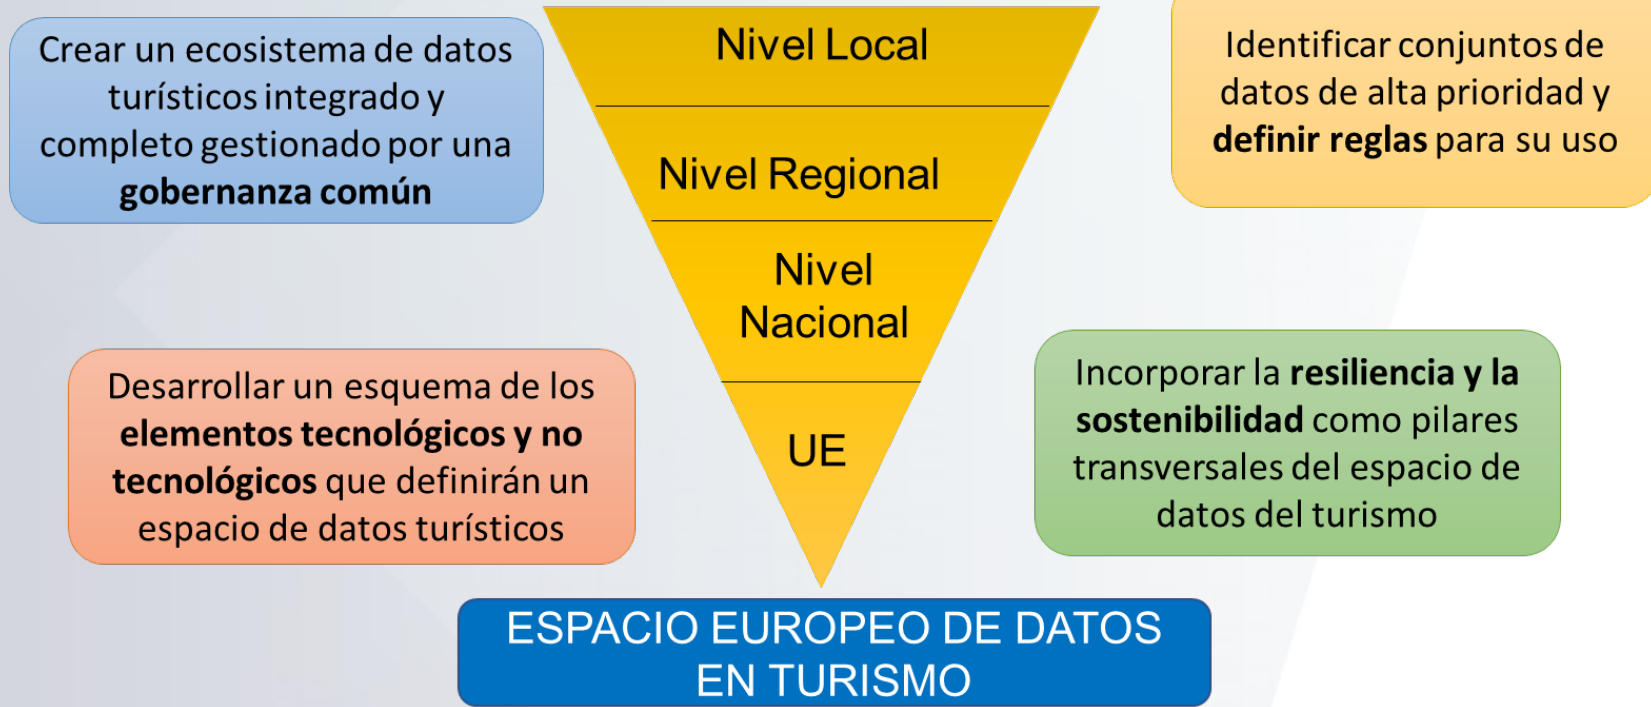 Crear un ecosistema de datos
turísticos integrado y
completo gestionado por una
gobernanza común
Nivel Local
Nivel Regional
Nivel
Nacional
UE
Identificar conjuntos de
datos de alta prioridad y
definir reglas para su uso
Desarrollar un esquema de los
elementos tecnológicos y no
tecnológicos que definirán un
espacio de datos turísticos
Incorporar la resiliencia y la
sostenibilidad como pilares
transversales del espacio de
datos del turismo
ESPACIO EUROPEO DE DATOS
EN TURISMO